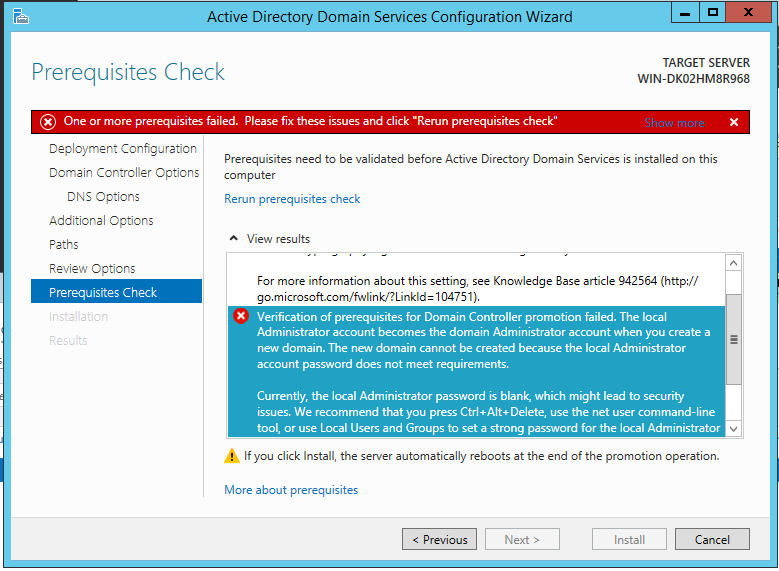 Active Directory Domain Services Configuration Wizard
Prerequisites Check
TARGET SERVER
WIN-DK02HM8R968
One or more prerequisites failed. Please fix these issues and click "Rerun prerequisites check"
Show more
Deployment Configuration
Domain Controller Options
DNS Options
Additional Options
Paths
Review Options
Prerequisites Check
Installation
Results
Prerequisites need to be validated before Active Directory Domain Services is installed on this
computer
Rerun prerequisites check
View results
For more information about this setting, see Knowledge Base article 942564 (http://
go.microsoft.com/fwlink/?LinkId=104751).
Verification of prerequisites for Domain Controller promotion failed. The local
Administrator account becomes the domain Administrator account when you create a
new domain. The new domain cannot be created because the local Administrator
account password does not meet requirements.
Currently, the local Administrator password is blank, which might lead to security
issues. We recommend that you press Ctrl+Alt+Delete, use the net user command-line
tool, or use Local Users and Groups to set a strong password for the local Administrator
If you click Install, the server automatically reboots at the end of the promotion operation.
More about prerequisites
< Previous
Next >
Install
Cancel